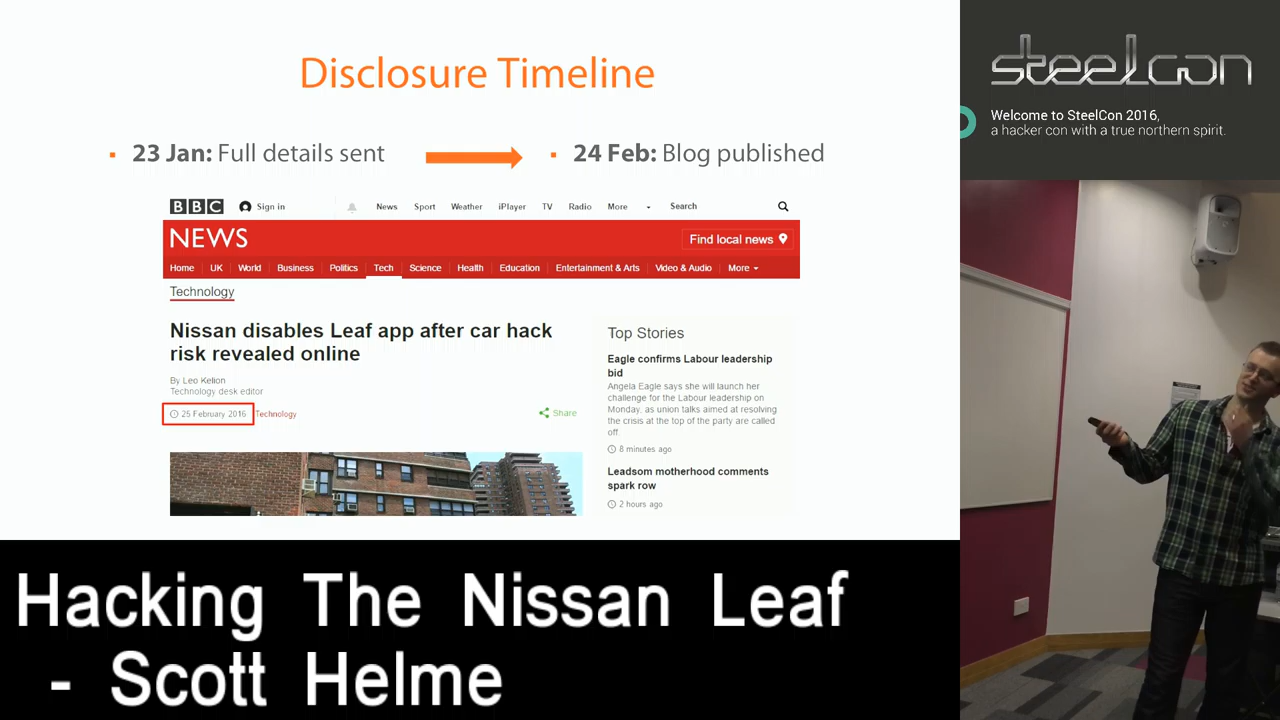 Disclosure Timeline
▪ 23 Jan: Full details sent
▪ 24 Feb: Blog published
BBC Sign in News Sport Weather iPlayer TV Radio More Search
NEWS
Find local news
Home UK World Business Politics Tech Science Health Education Entertainment & Arts Video & Audio More
Technology
Nissan disables Leaf app after car hack
risk revealed online
By Leo Kelion
Technology desk editor
25 February 2016 Technology
Share
Top Stories
Eagle confirms Labour leadership
bid
Angela Eagle says she will launch her
challenge for the Labour leadership on
Monday, as union talks aimed at resolving
the crisis at the top of the party are called
off.
8 minutes ago
Leadsom motherhood comments
spark row
2 hours ago
steelcon
Welcome to SteelCon 2016,
a hacker con with a true northern spirit.
Hacking The Nissan Leaf
- Scott Helme